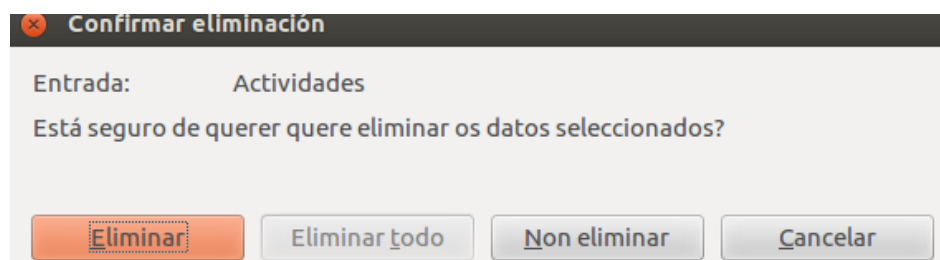 Confirmar eliminación
Entrada: Actividades
Está seguro de querer quere eliminar os datos seleccionados?
Eliminar Eliminar todo Non eliminar Cancelar